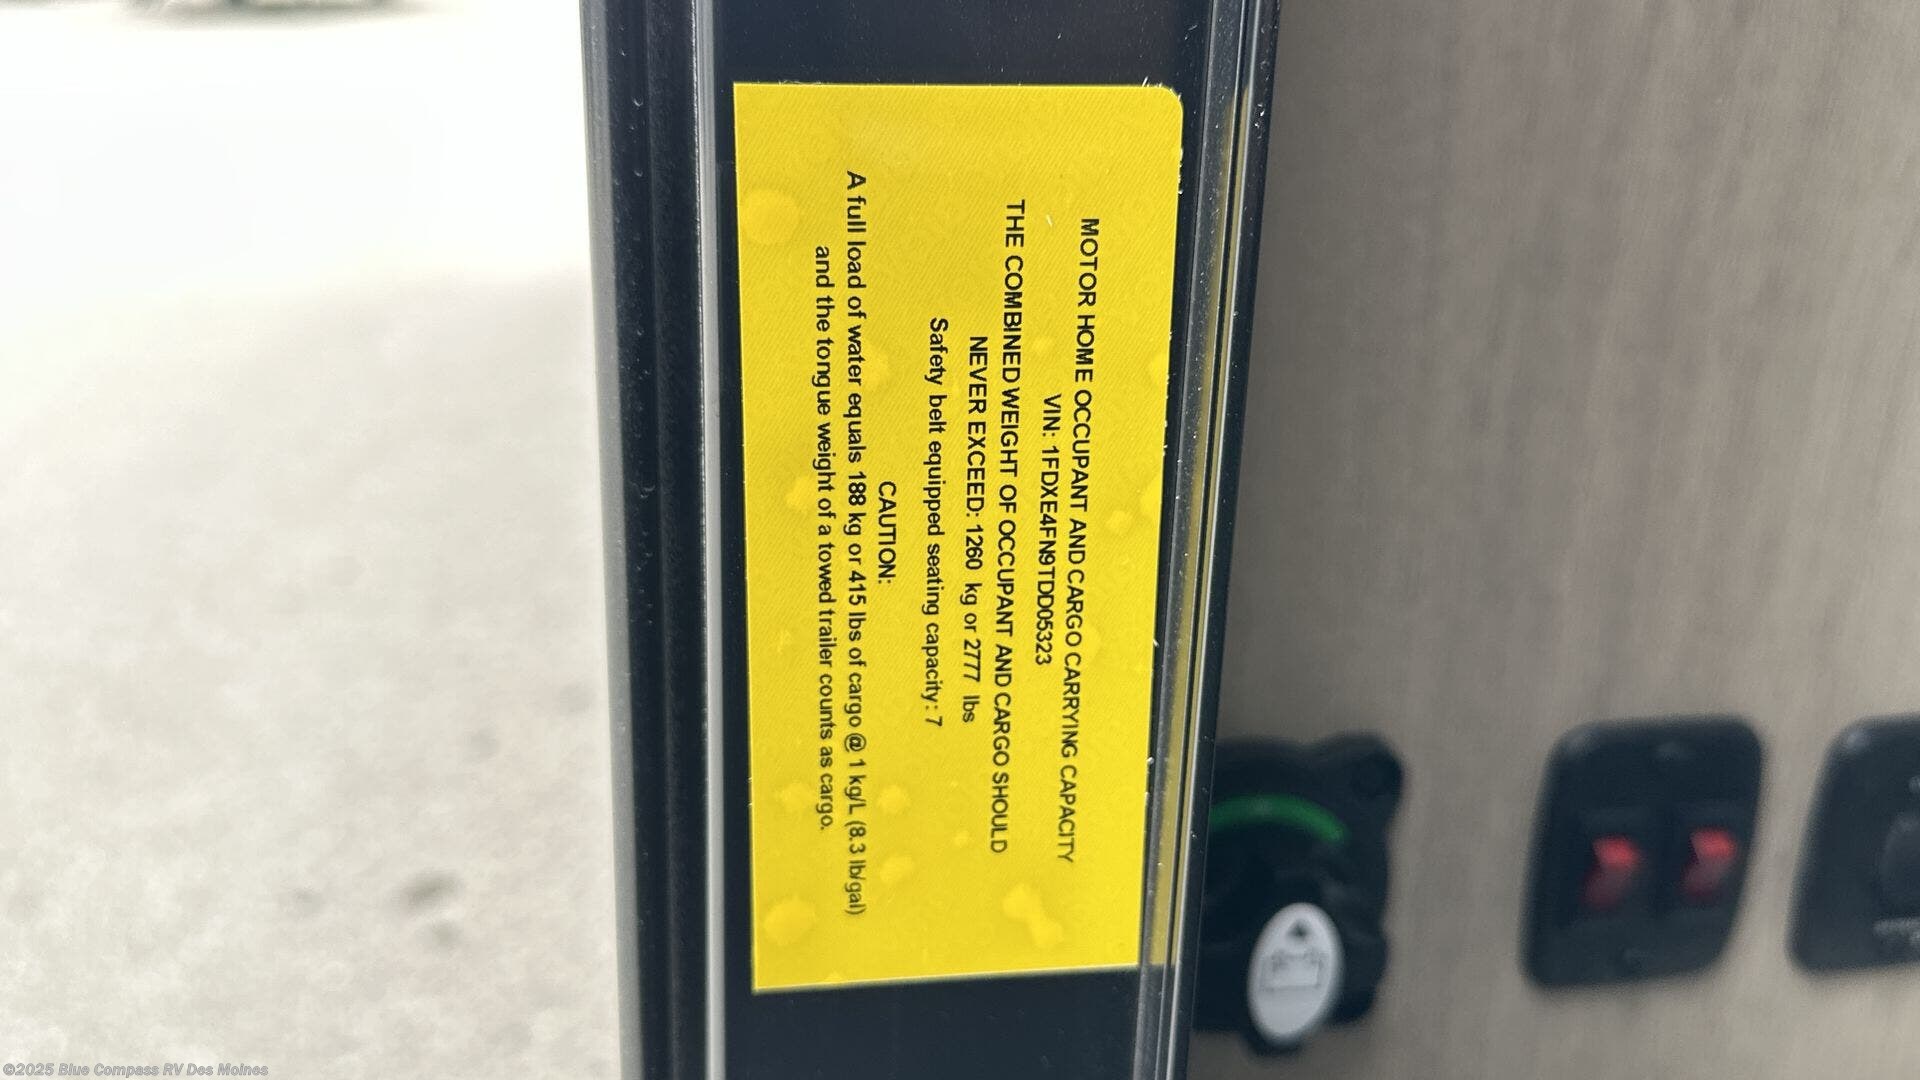 MOTOR HOME OCCUPANT AND CARGO CARRYING CAPACITY
VIN: 1FDXE4FN9TDD05323
THE COMBINED WEIGHT OF OCCUPANT AND CARGO SHOULD
NEVER EXCEED: 1260 kg or 2777 lbs
Safety belt equipped seating capacity: 7
CAUTION:
A full load of water equals 188 kg or 415 lbs of cargo @ 1 kg/L (8.3 lb/gal)
and the tongue weight of a towed trailer counts as cargo.
©2025 Blue Compass RV Des Moines